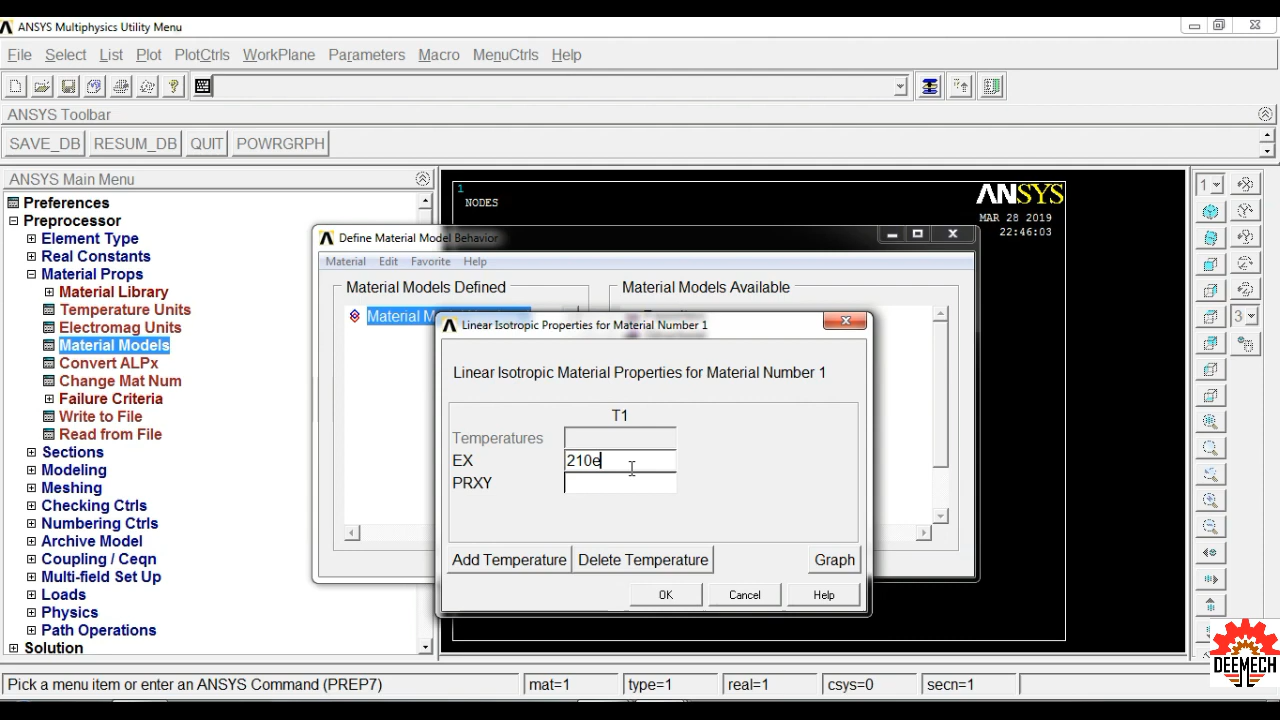 ANSYS Multiphysics Utility Menu
File Select List Plot PlotCtrls WorkPlane Parameters Macro MenuCtrls Help
ANSYS Toolbar
SAVE_DB RESUM_DB QUIT POWRGRPH
ANSYS Main Menu
Preferences
Preprocessor
Element Type
Real Constants
Material Props
Material Library
Temperature Units
Electromag Units
Material Models
Convert ALPx
Change Mat Num
Failure Criteria
Write to File
Read from File
Sections
Modeling
Meshing
Checking Ctrls
Numbering Ctrls
Archive Model
Coupling / Ceqn
Multi-field Set Up
Loads
Physics
Path Operations
Solution
1
NODES
ANSYS
MAR 28 2019
22:46:03
Define Material Model Behavior
Material Edit Favorite Help
Material Models Defined
Material Models Available
Material
Linear Isotropic Properties for Material Number 1
Linear Isotropic Material Properties for Material Number 1
T1
Temperatures
EX 210e
PRXY
Add Temperature Delete Temperature Graph
OK Cancel Help
1
3
DEEMECH
Pick a menu item or enter an ANSYS Command (PREP7) mat=1 type=1 real=1 csys=0 secn=1